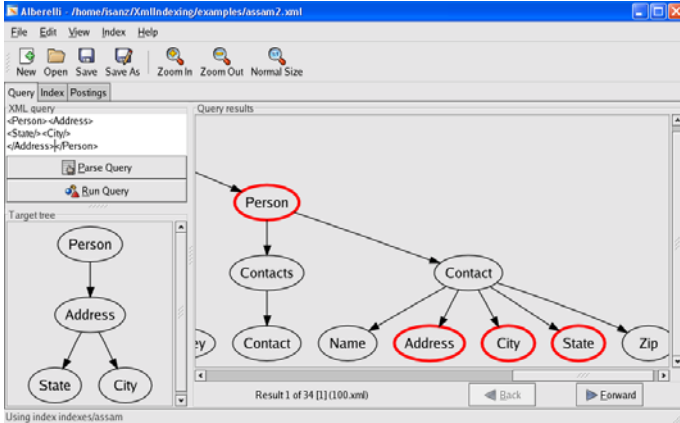 Alberelli - /home/isanz/XmlIndexing/examples/assam2.xml
File Edit View Index Help
New Open Save Save As Zoom In Zoom Out Normal Size
Query Index Postings
XML query
<Person><Address>
<State/><City/>
</Address></Person>
Parse Query
Run Query
Target tree
Person
Address
State City
Query results
Person
Contacts Contact
ey Contact Name Address City State Zip
Result 1 of 34 [1] (100.xml) Back Forward
Using index indexes/assam